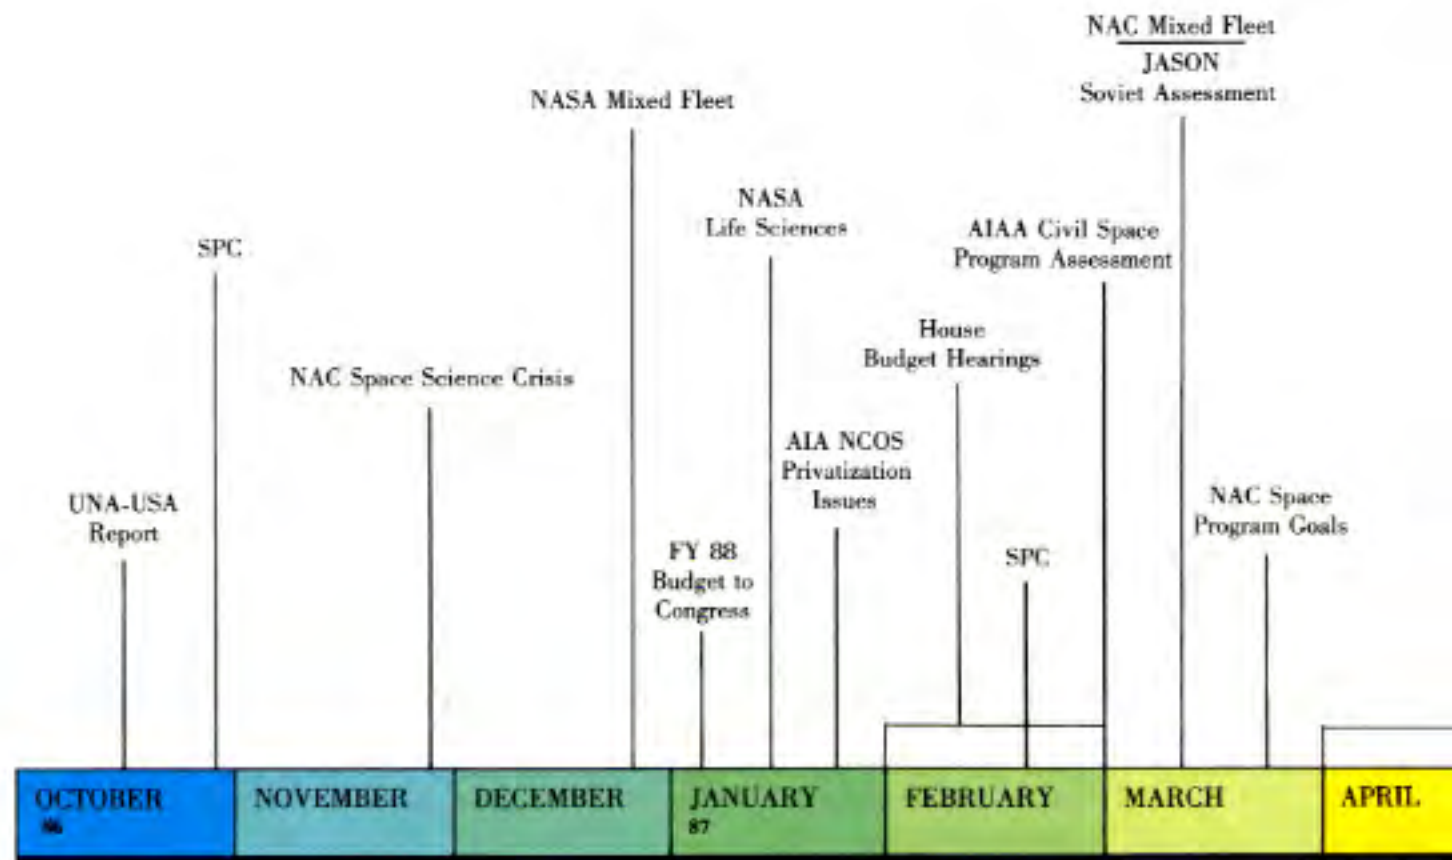 NAC Mixed Fleet
JASON
Soviet Assessment
NASA Mixed Fleet
NASA
Life Sciences
AIAA Civil Space
Program Assessment
SPC
House
Budget Hearings
NAC Space Science Crisis
AIA NCOS
Privatization
Issues
UNA-USA
Report
NAC Space
Program Goals
FY 88
Budget to
Congress
SPC
OCTOBER
86
NOVEMBER
DECEMBER
JANUARY
87
FEBRUARY
MARCH
APRIL